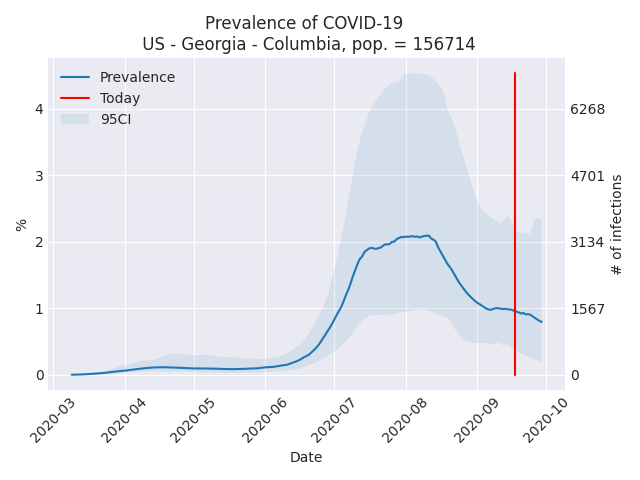 Prevalence of COVID-19
US - Georgia - Columbia, pop. = 156714
Prevalence
Today
95CI
4
3
2
1
0
%
6268
4701
3134
1567
0
# of infections
2020-03
2020-04
2020-05
2020-06
2020-07
2020-08
2020-09
2020-10
Date